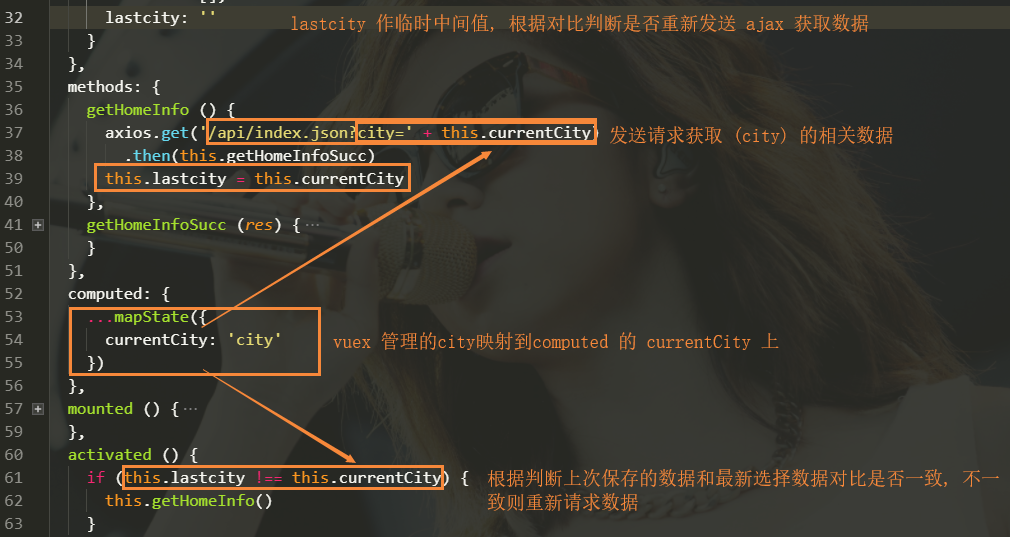 32 lastcity: '' lastcity 作临时中间值, 根据对比判断是否重新发送 ajax 获取数据
33 }
34 },
35 methods: {
36 getHomeInfo () {
37 axios.get('/api/index.json?city=' + this.currentCity) 发送请求获取 (city) 的相关数据
38 .then(this.getHomeInfoSucc)
39 this.lastcity = this.currentCity
40 },
41 getHomeInfoSucc (res) { ···
50 }
51 },
52 computed: {
53 ...mapState({
54 currentCity: 'city' vuex 管理的city映射到computed 的 currentCity 上
55 })
56 },
57 mounted () { ···
59 },
60 activated () {
61 if (this.lastcity !== this.currentCity) { 根据判断上次保存的数据和最新选择数据对比是否一致, 不一
62 this.getHomeInfo() 致则重新请求数据
63 }